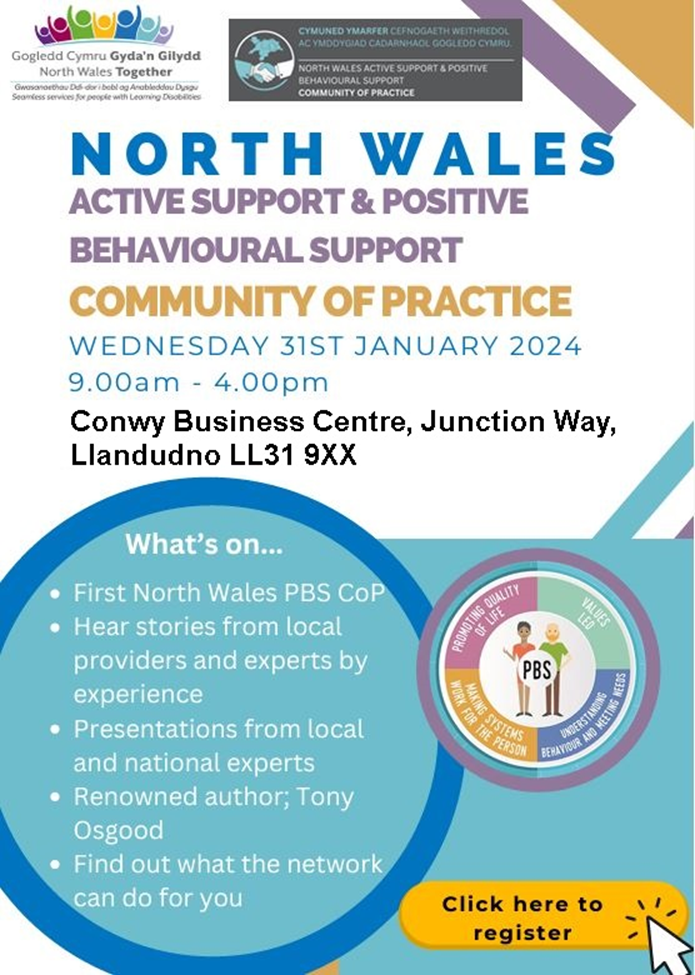 Gogledd Cymru Gyda'n Gilydd
North Wales Together
Gwasanaethau Ddi-dor i bobl ag Anableddau Dysgu
Seamless services for people with Learning Disabilities
CYMUNED YMARFER CEFNOGAETH WEITHREDOL
AC YMDDYGIAD CADARNHAOL GOGLEDD CYMRU.
NORTH WALES ACTIVE SUPPORT & POSITIVE
BEHAVIOURAL SUPPORT
COMMUNITY OF PRACTICE
NORTH WALES
ACTIVE SUPPORT & POSITIVE
BEHAVIOURAL SUPPORT
COMMUNITY OF PRACTICE
WEDNESDAY 31ST JANUARY 2024
9.00am - 4.00pm
Conwy Business Centre, Junction Way,
Llandudno LL31 9XX
What's on...
• First North Wales PBS CoP
• Hear stories from local
providers and experts by
experience
• Presentations from local
and national experts
• Renowned author; Tony
Osgood
• Find out what the network
can do for you
PROMOTING QUALITY
OF LIFE
VALUES
LED
PBS
MAKING SYSTEMS
WORK FOR THE PERSON
UNDERSTANDING
BEHAVIOUR AND MEETING NEEDS
Click here to
register